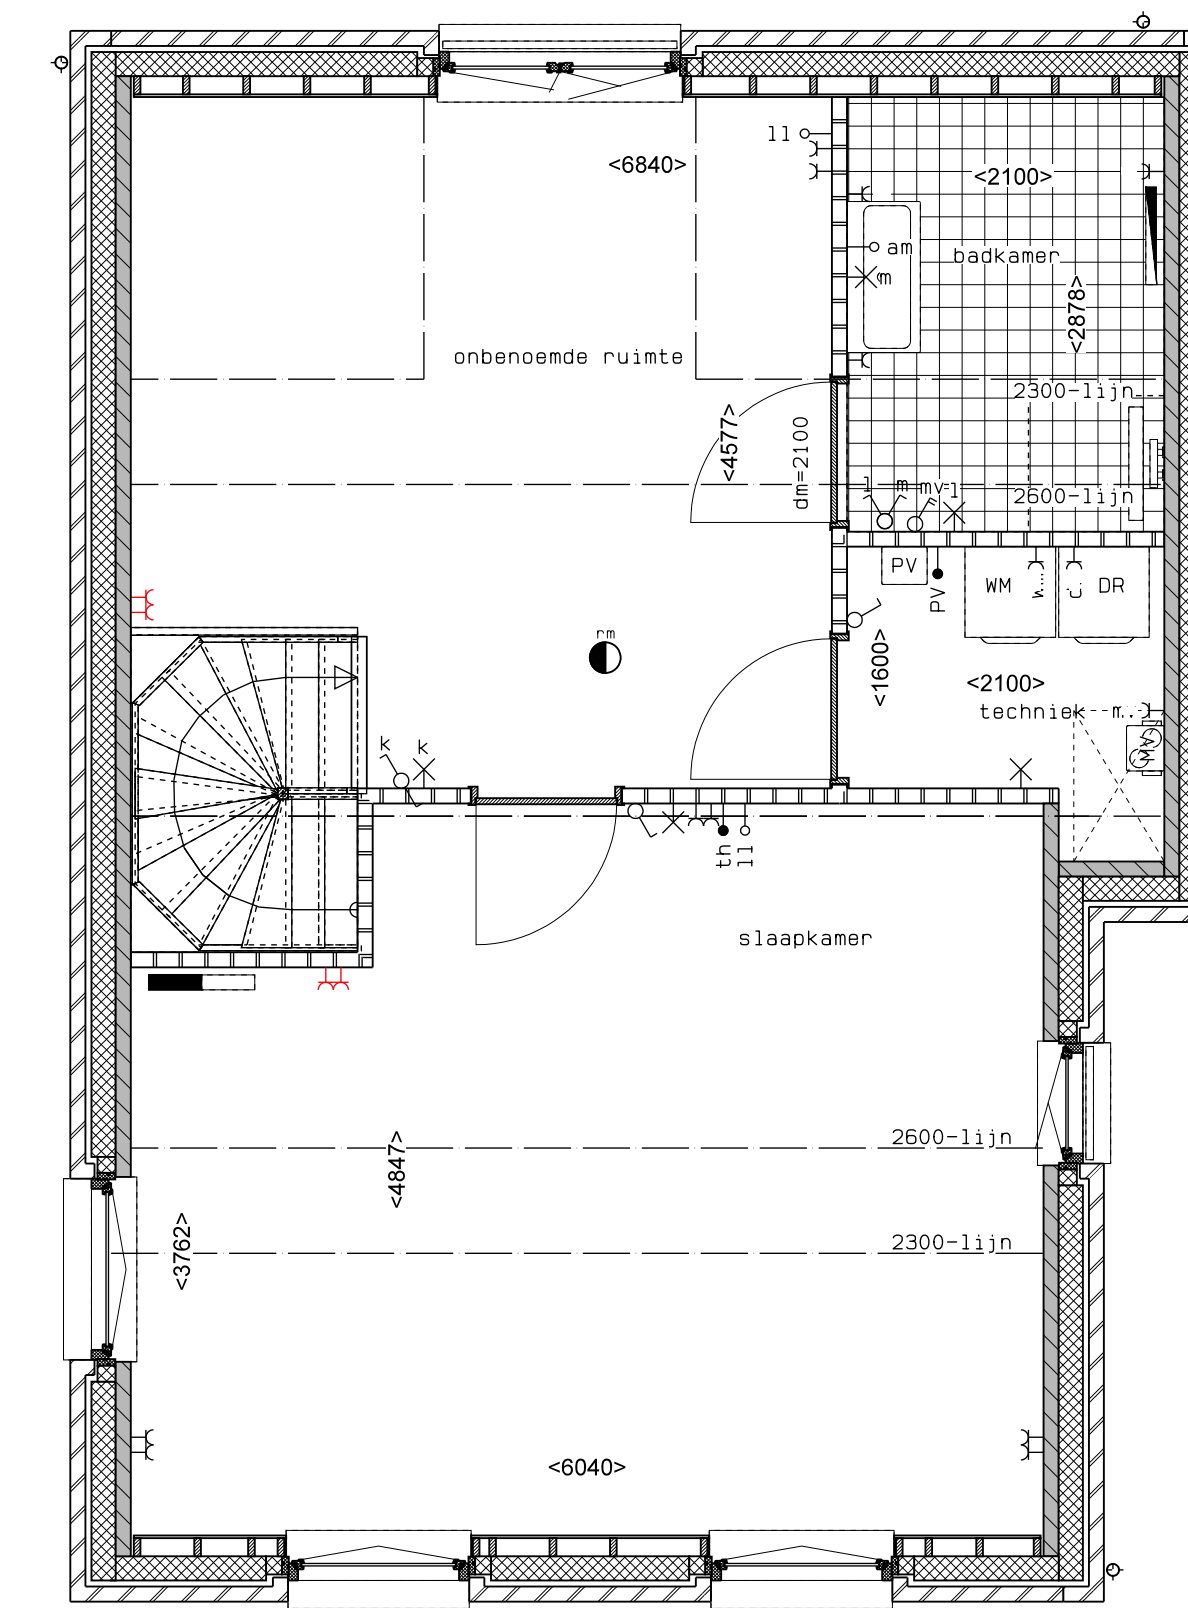 ll
<6840>
<2100>
am
badkamer
m
<2878>
onbenoemde ruimte
2300-lijn
<4577>
dm=2100
l m mv l
2600-lijn
PV
PV
WM
w...
d.
DR
rm
<1600>
<2100>
techniek
m..
k
k
th
ll
slaapkamer
2600-lijn
<4847>
<3762>
2300-lijn
<6040>